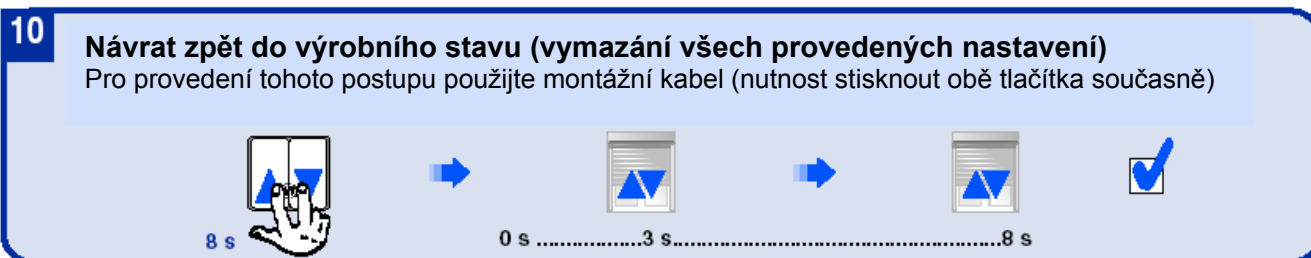 10
Návrat zpět do výrobního stavu (vymazání všech provedených nastavení)
Pro provedení tohoto postupu použijte montážní kabel (nutnost stisknout obě tlačítka současně)
8 s
0 s ..................3 s.........................................................8 s